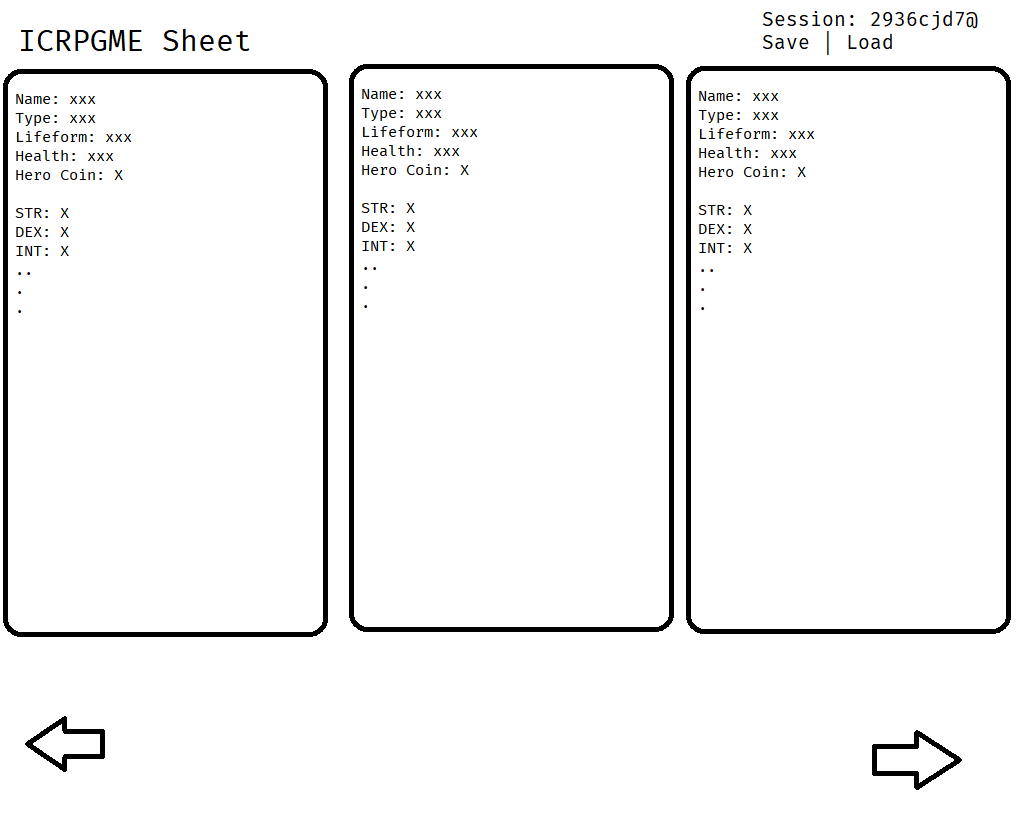 ICRPGME Sheet
Session: 2936cjd7@
Save | Load
Name: xxx
Type: xxx
Lifeform: xxx
Health: xxx
Hero Coin: X
STR: X
DEX: X
INT: X
..
.
.
Name: xxx
Type: xxx
Lifeform: xxx
Health: xxx
Hero Coin: X
STR: X
DEX: X
INT: X
..
.
.
Name: xxx
Type: xxx
Lifeform: xxx
Health: xxx
Hero Coin: X
STR: X
DEX: X
INT: X
..
.
.